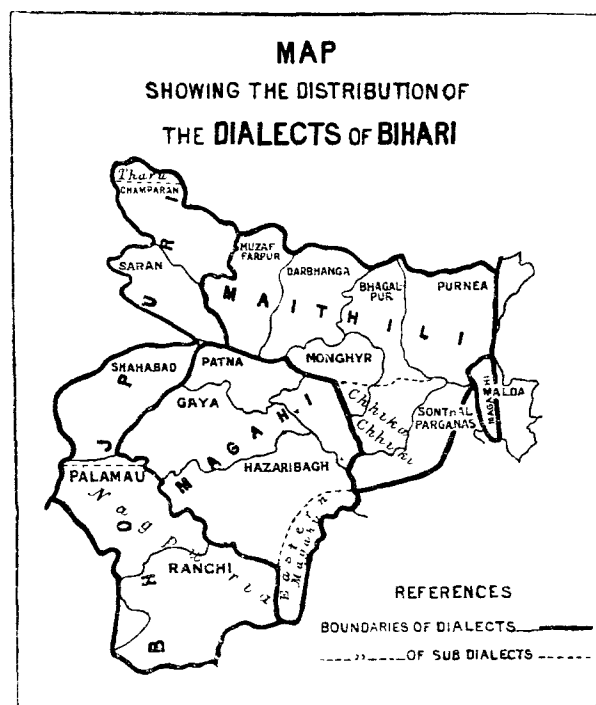 MAP
SHOWING THE DISTRIBUTION OF
THE DIALECTS OF BIHARI
Tharu
CHAMPARAN
SARAN
MUZAF
FARPUR
DARBHANGA
BHAGAL
PUR
PURNEA
MAITHILI
MONGHYR
SHAHABAD
PATNA
GAYA
MAGAHI
HAZARIBAGH
Chhika
Chhiki
SONTHAL
PARGANAS
MAGAHI
MALDA
PALAMAU
Nagpuria
RANCHI
Eastern
BHOJPURI
REFERENCES
BOUNDARIES OF DIALECTS
„ OF SUB DIALECTS